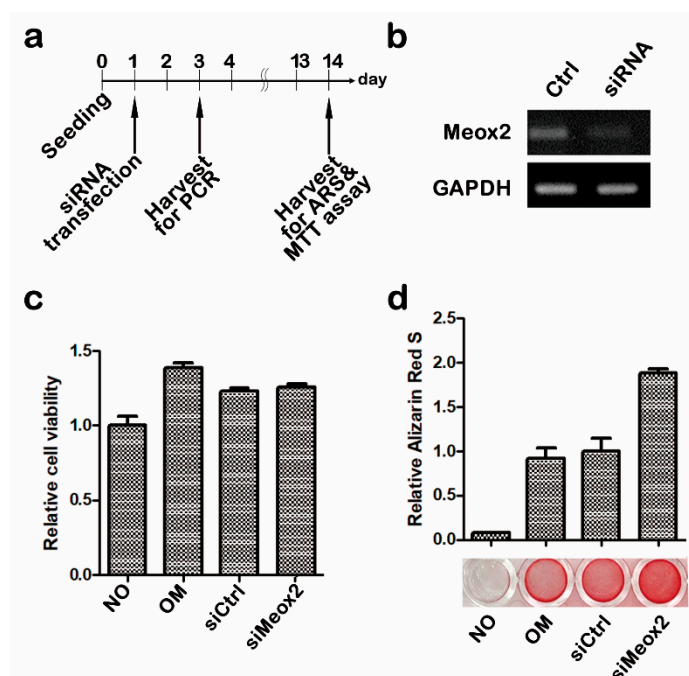 a
0 1 2 3 4 13 14 day
Seeding
siRNA
transfection
Harvest
for PCR
Harvest
for ARS&
MTT assay
b
Ctrl siRNA
Meox2
GAPDH
c
Relative cell viability
1.5
1.0
0.5
0.0
NO OM siCtrl siMeox2
d
Relative Alizarin Red S
2.5
2.0
1.5
1.0
0.5
0.0
NO OM siCtrl siMeox2